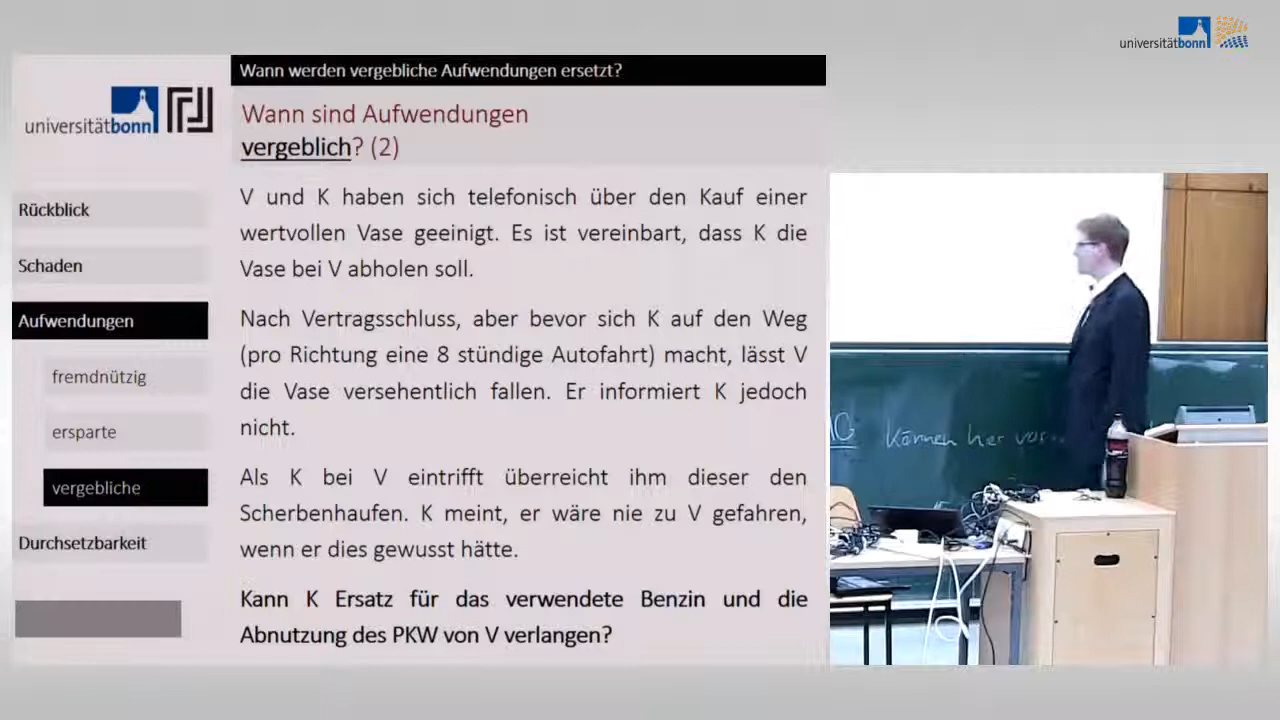 universitätbonn
Wann werden vergebliche Aufwendungen ersetzt?
universitätbonn
Wann sind Aufwendungen
vergeblich? (2)
Rückblick
Schaden
Aufwendungen
fremdnützig
ersparte
vergebliche
Durchsetzbarkeit
V und K haben sich telefonisch über den Kauf einer
wertvollen Vase geeinigt. Es ist vereinbart, dass K die
Vase bei V abholen soll.
Nach Vertragsschluss, aber bevor sich K auf den Weg
(pro Richtung eine 8 stündige Autofahrt) macht, lässt V
die Vase versehentlich fallen. Er informiert K jedoch
nicht.
Als K bei V eintrifft überreicht ihm dieser den
Scherbenhaufen. K meint, er wäre nie zu V gefahren,
wenn er dies gewusst hätte.
Kann K Ersatz für das verwendete Benzin und die
Abnutzung des PKW von V verlangen?
können hier